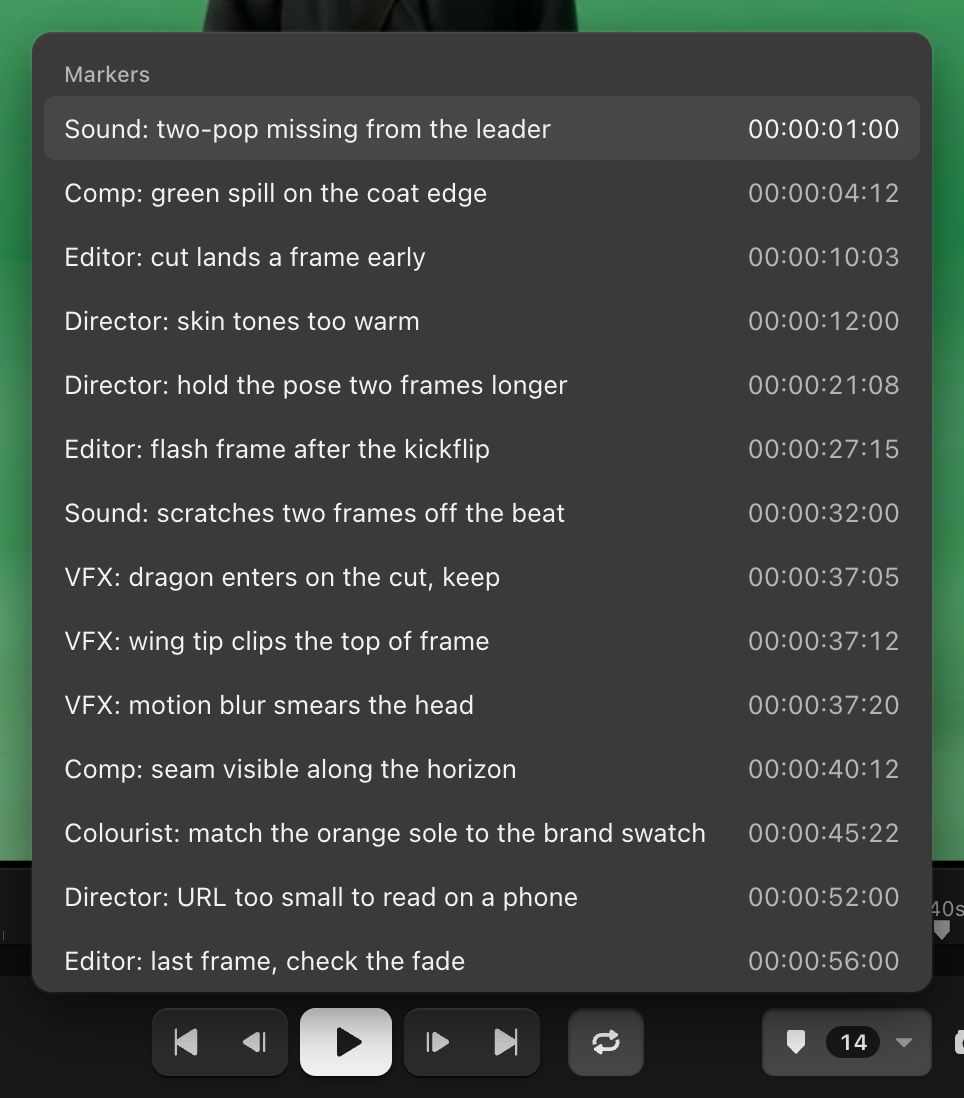 Markers
Sound: two-pop missing from the leader 00:00:01:00
Comp: green spill on the coat edge 00:00:04:12
Editor: cut lands a frame early 00:00:10:03
Director: skin tones too warm 00:00:12:00
Director: hold the pose two frames longer 00:00:21:08
Editor: flash frame after the kickflip 00:00:27:15
Sound: scratches two frames off the beat 00:00:32:00
VFX: dragon enters on the cut, keep 00:00:37:05
VFX: wing tip clips the top of frame 00:00:37:12
VFX: motion blur smears the head 00:00:37:20
Comp: seam visible along the horizon 00:00:40:12
Colourist: match the orange sole to the brand swatch 00:00:45:22
Director: URL too small to read on a phone 00:00:52:00
40s
Editor: last frame, check the fade 00:00:56:00
14